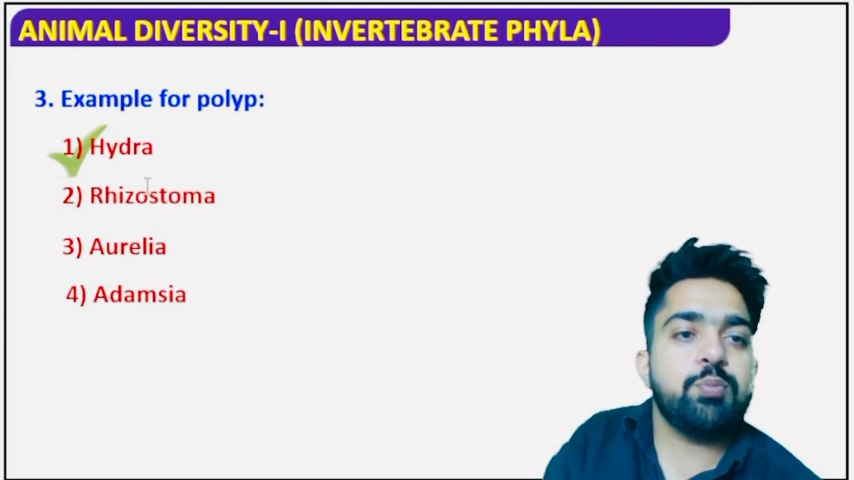 ANIMAL DIVERSITY-I (INVERTEBRATE PHYLA)
3. Example for polyp:
1) Hydra
2) Rhizostoma
3) Aurelia
4) Adamsia